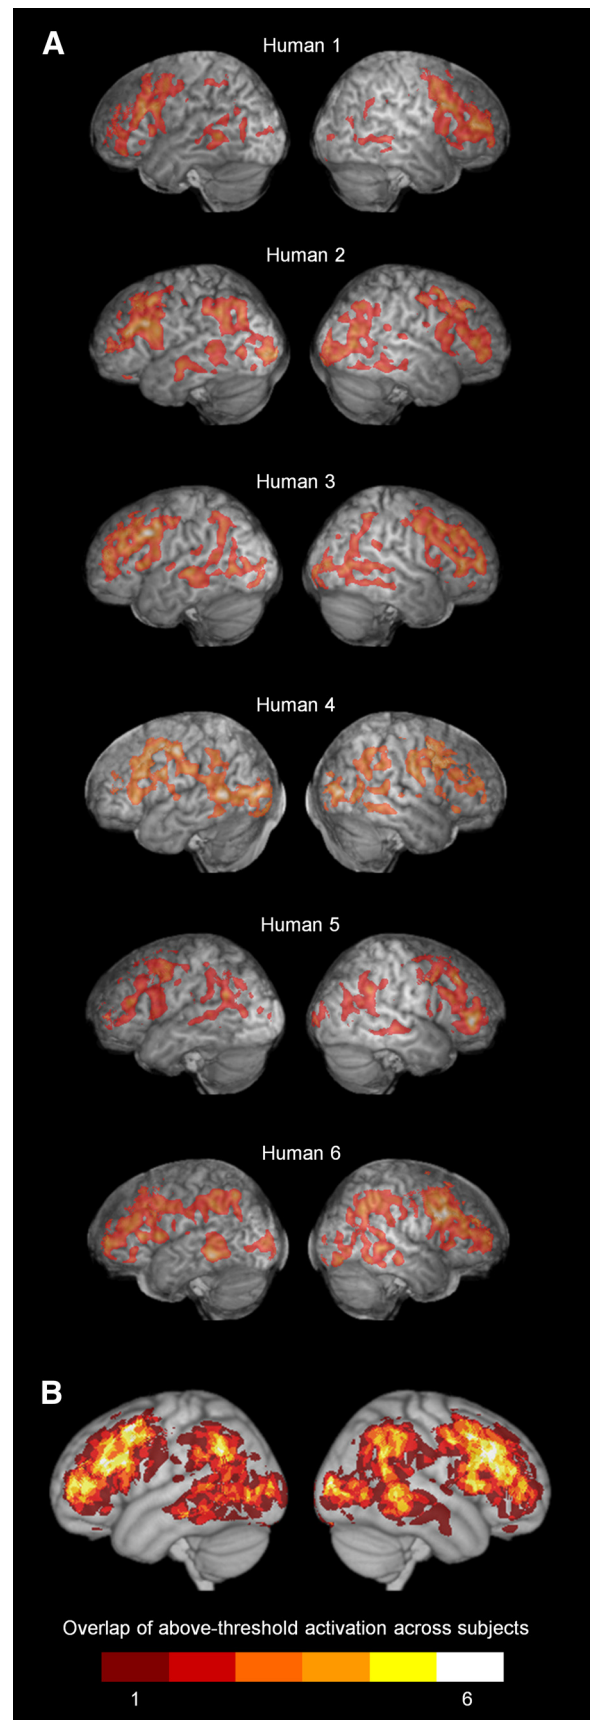 A
Human 1
Human 2
Human 3
Human 4
Human 5
Human 6
B
Overlap of above-threshold activation across subjects
1 6